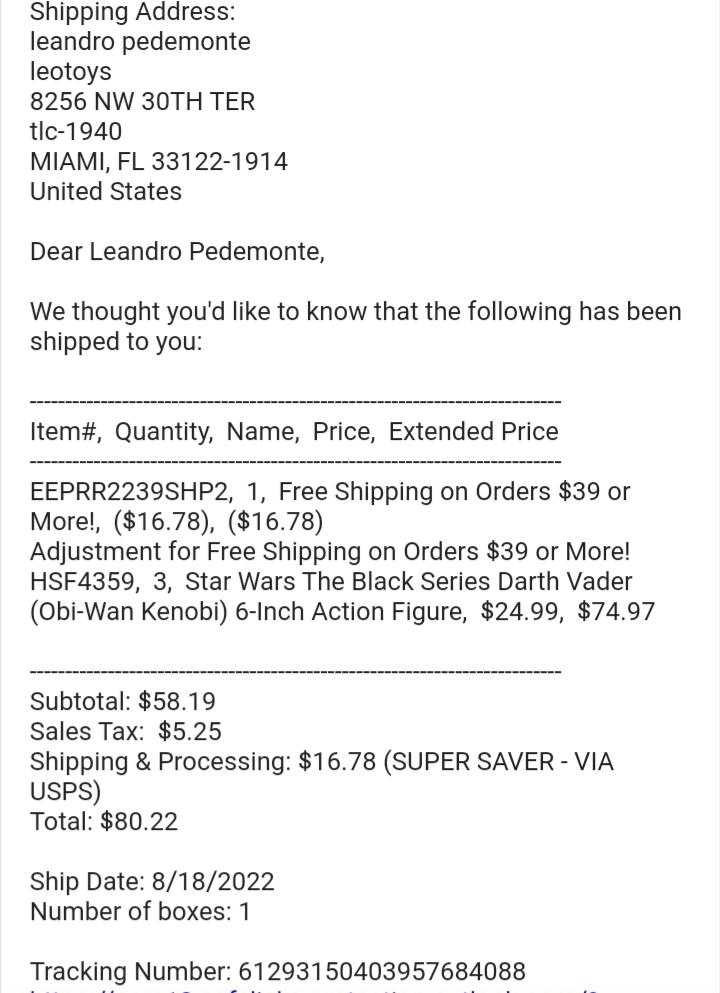 Shipping Address:
leandro pedemonte
leotoys
8256 NW 30TH TER
tlc-1940
MIAMI, FL 33122-1914
United States
Dear Leandro Pedemonte,
We thought you'd like to know that the following has been
shipped to you:
---------------------------------------------------------------------------
Item#,  Quantity,  Name,  Price,  Extended Price
---------------------------------------------------------------------------
EEPRR2239SHP2,  1,  Free Shipping on Orders $39 or
More!,  ($16.78),  ($16.78)
Adjustment for Free Shipping on Orders $39 or More!
HSF4359,  3,  Star Wars The Black Series Darth Vader
(Obi-Wan Kenobi) 6-Inch Action Figure,  $24.99,  $74.97
---------------------------------------------------------------------------
Subtotal: $58.19
Sales Tax:  $5.25
Shipping & Processing: $16.78 (SUPER SAVER - VIA
USPS)
Total: $80.22
Ship Date: 8/18/2022
Number of boxes: 1
Tracking Number: 61293150403957684088